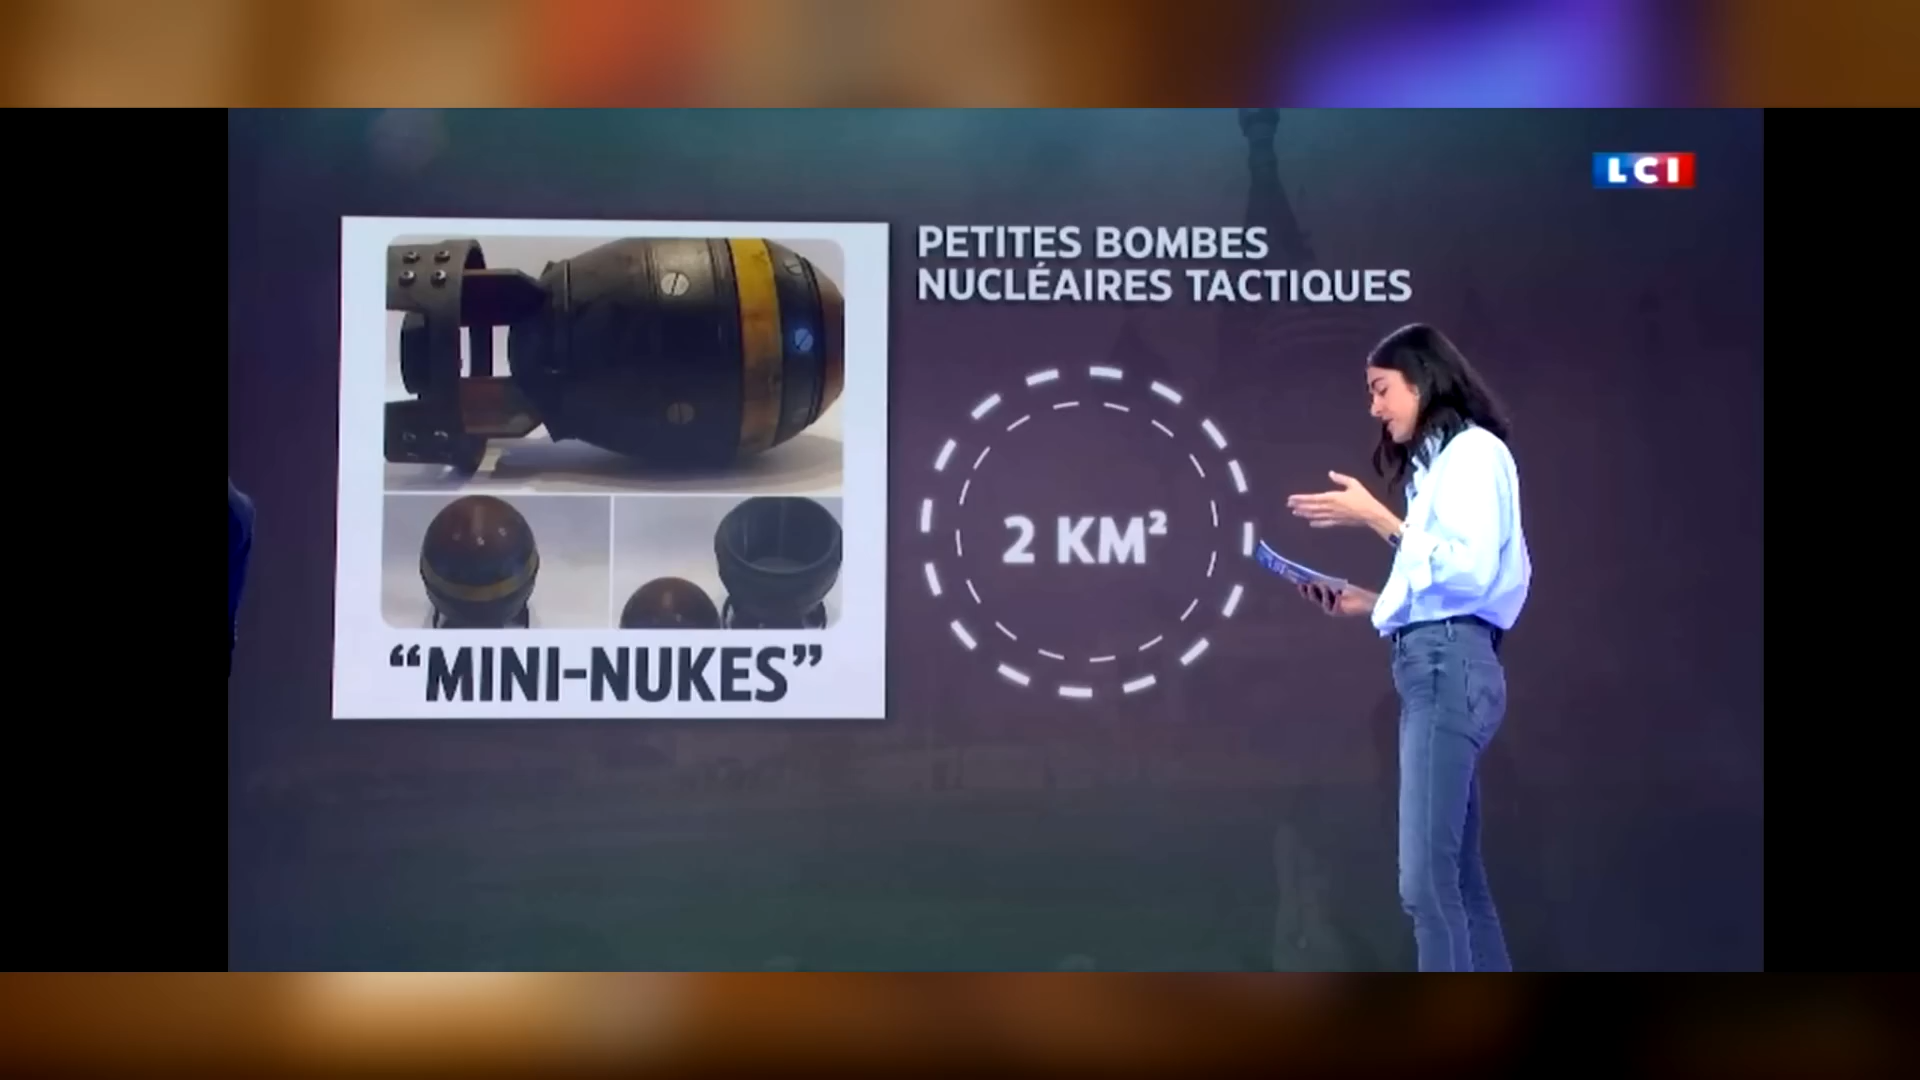 LCI
PETITES BOMBES
NUCLÉAIRES TACTIQUES
2 KM²
“MINI-NUKES”